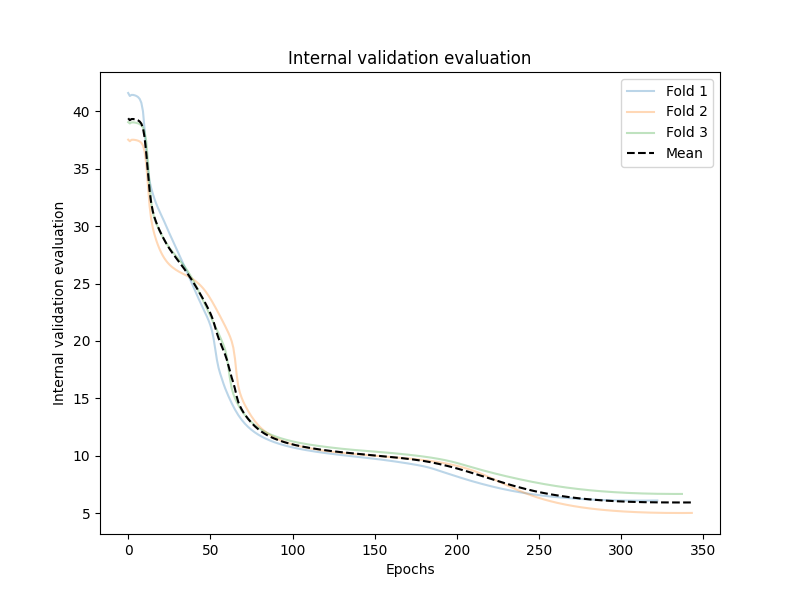 Internal validation evaluation
Fold 1
Fold 2
Fold 3
Mean
Internal validation evaluation
40
35
30
25
20
15
10
5
0 50 100 150 200 250 300 350
Epochs